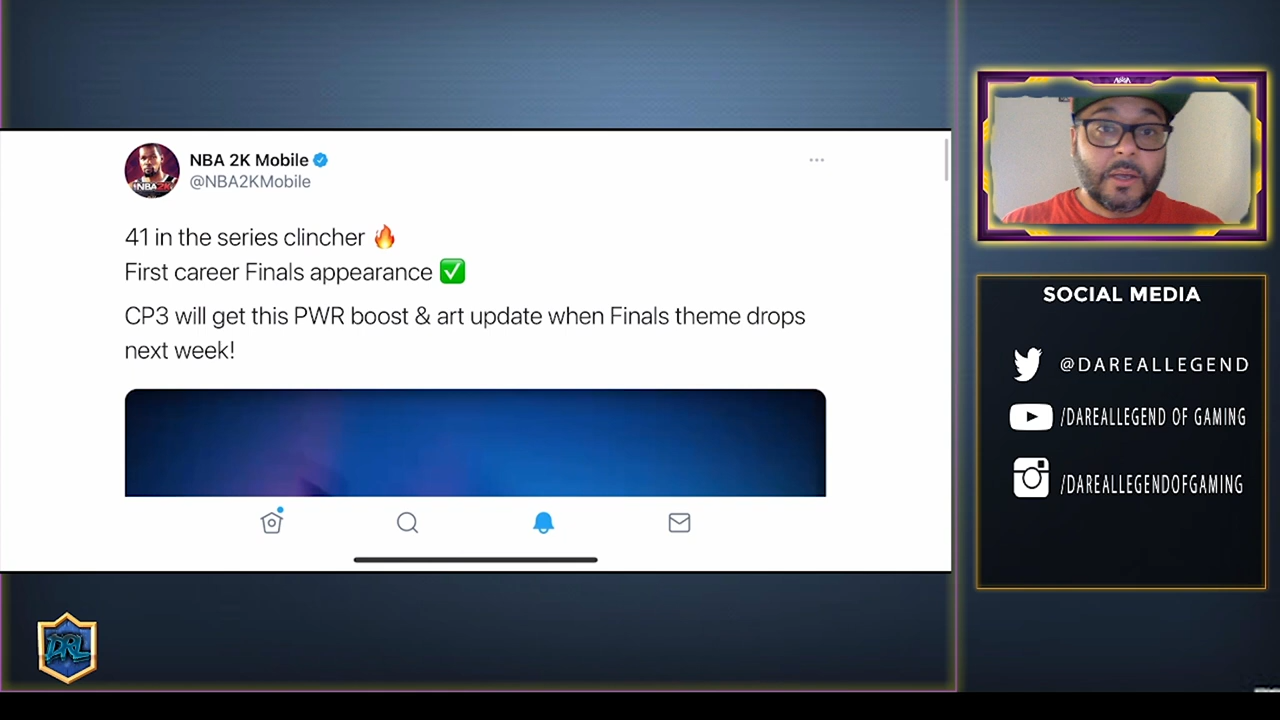 NBA 2K Mobile
@NBA2KMobile
41 in the series clincher 🔥
First career Finals appearance ✅
CP3 will get this PWR boost & art update when Finals theme drops
next week!
SOCIAL MEDIA
@DAREALLEGEND
/DAREALLEGEND OF GAMING
/DAREALLEGENDOFGAMING
DRL